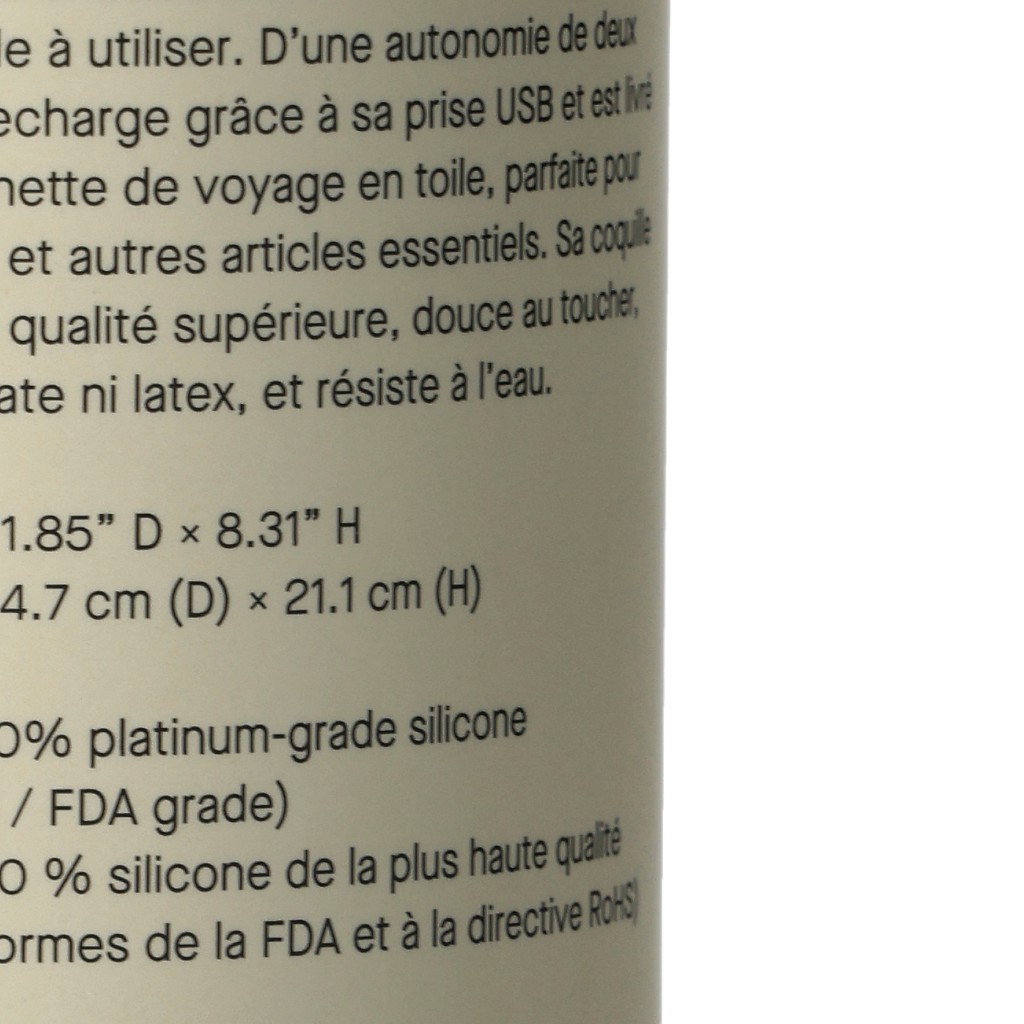 à utiliser. D’une autonomie de deux
echarge grâce à sa prise USB et est livré
nette de voyage en toile, parfaite pour
et autres articles essentiels. Sa coquille
qualité supérieure, douce au toucher,
ate ni latex, et résiste à l’eau.
1.85” D × 8.31” H
4.7 cm (D) × 21.1 cm (H)
0% platinum-grade silicone
/ FDA grade)
0 % silicone de la plus haute qualité
ormes de la FDA et à la directive RoHS)